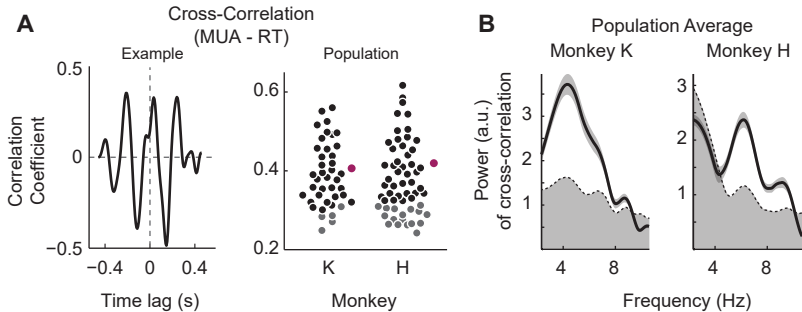 A
Cross-Correlation
(MUA - RT)
Example
Population
Correlation
Coefficient
0.5
0
−0.5
−0.4
0
0.4
Time lag (s)
0.6
0.4
0.2
K
H
Monkey
B
Population Average
Monkey K
Monkey H
Power (a.u.)
of cross-correlation
3
2
1
4
8
3
2
1
4
8
Frequency (Hz)